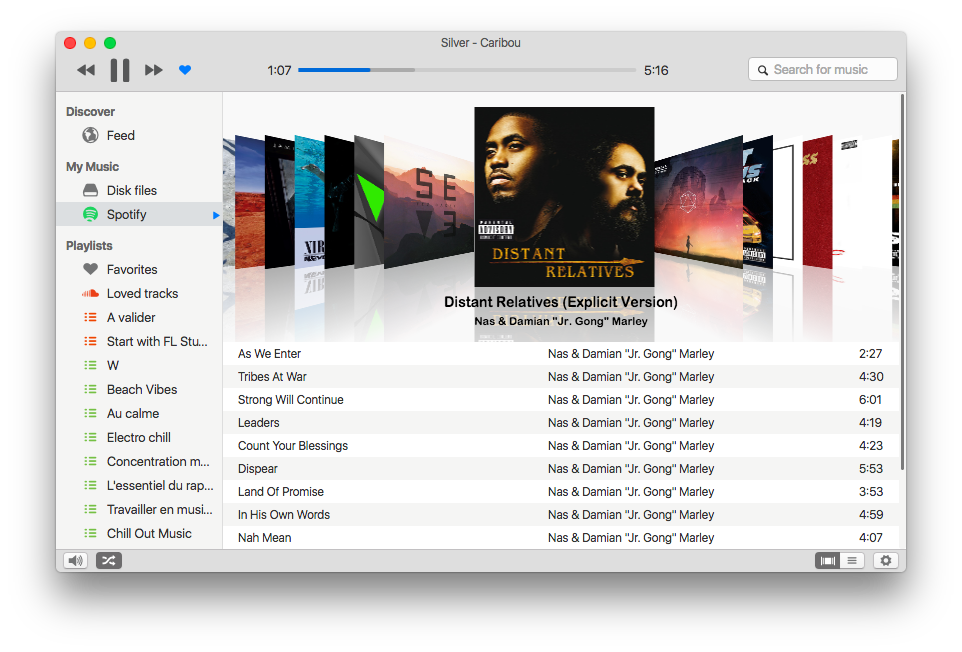 Silver - Caribou
1:07
5:16
Search for music
Discover
Feed
My Music
Disk files
Spotify
Playlists
Favorites
Loved tracks
A valider
Start with FL Stu...
W
Beach Vibes
Au calme
Electro chill
Concentration m...
L'essentiel du rap...
Travailler en musi...
Chill Out Music
S E
V 3
PARENTAL
ADVISORY
DISTANT
RELATIVES
Distant Relatives (Explicit Version)
Nas & Damian "Jr. Gong" Marley
As We Enter Nas & Damian "Jr. Gong" Marley 2:27
Tribes At War Nas & Damian "Jr. Gong" Marley 4:30
Strong Will Continue Nas & Damian "Jr. Gong" Marley 6:01
Leaders Nas & Damian "Jr. Gong" Marley 4:19
Count Your Blessings Nas & Damian "Jr. Gong" Marley 4:23
Dispear Nas & Damian "Jr. Gong" Marley 5:53
Land Of Promise Nas & Damian "Jr. Gong" Marley 3:53
In His Own Words Nas & Damian "Jr. Gong" Marley 4:59
Nah Mean Nas & Damian "Jr. Gong" Marley 4:07